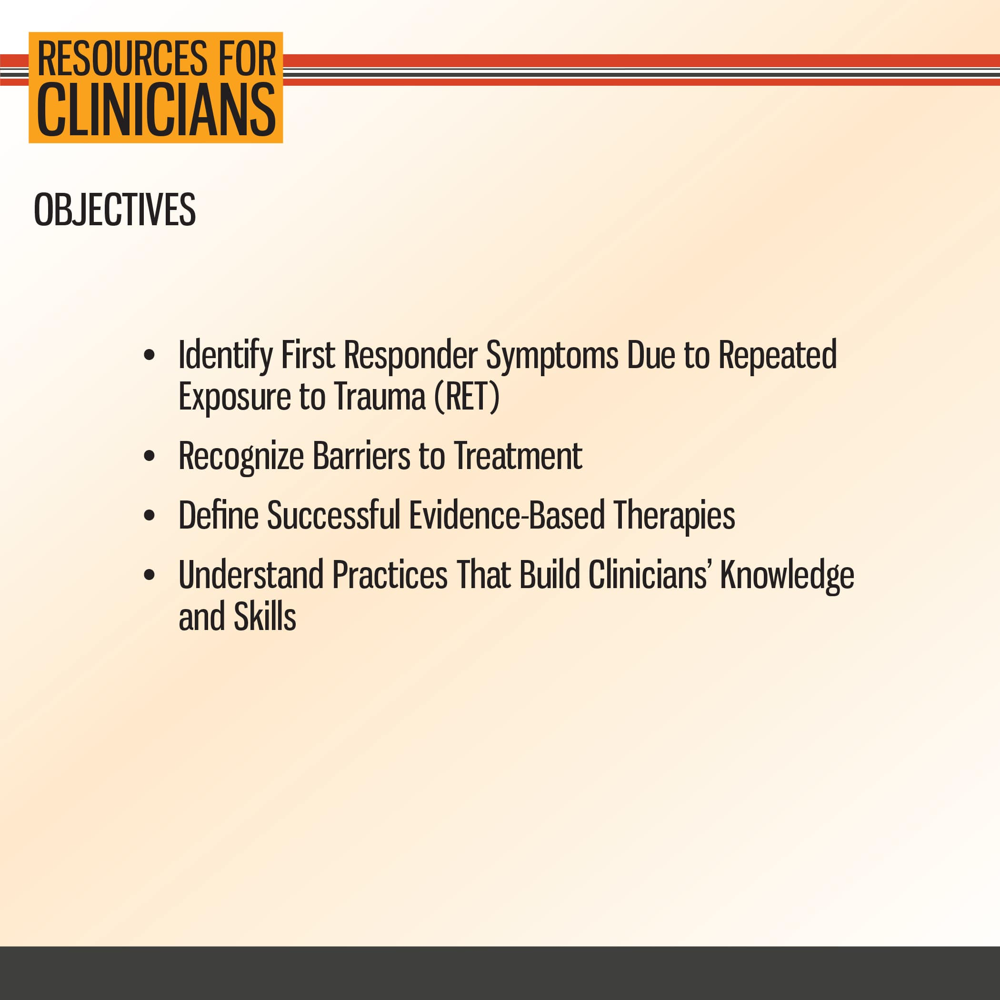 RESOURCES FOR
CLINICIANS
OBJECTIVES
• Identify First Responder Symptoms Due to Repeated
Exposure to Trauma (RET)
• Recognize Barriers to Treatment
• Define Successful Evidence-Based Therapies
• Understand Practices That Build Clinicians’ Knowledge
and Skills